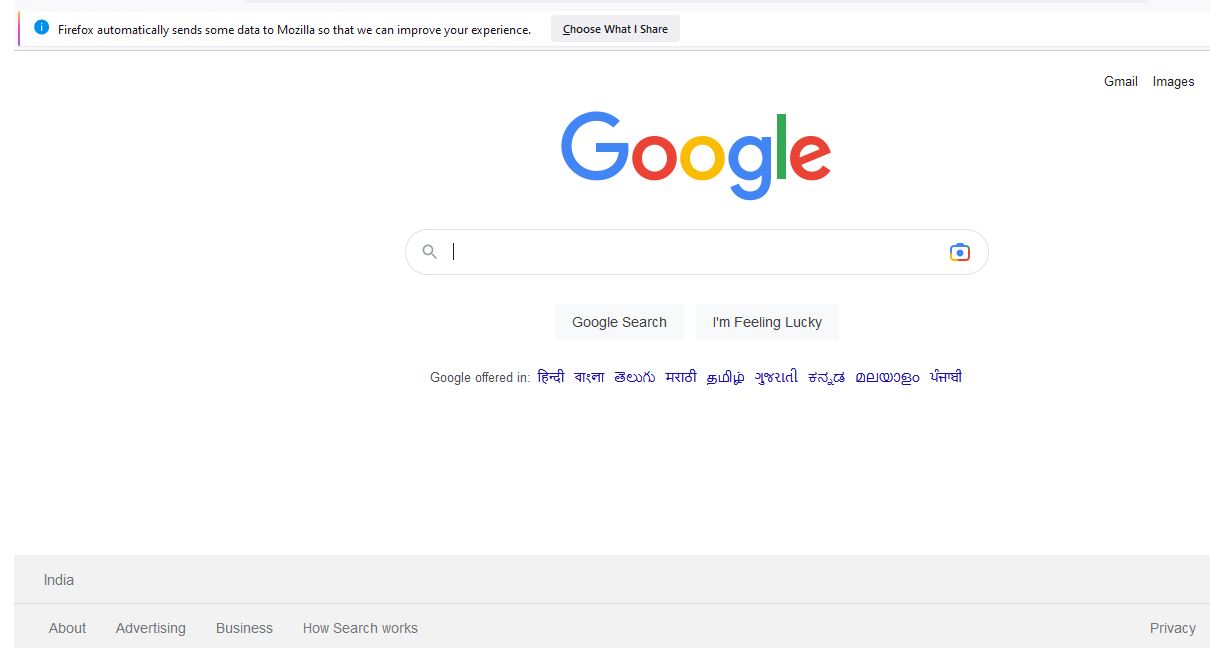 Firefox automatically sends some data to Mozilla so that we can improve your experience. Choose What I Share
Gmail Images
Google
Google Search I'm Feeling Lucky
Google offered in: हिन्दी বাংলা తెలుగు मराठी தமிழ் ગુજરાતી ಕನ್ನಡ മലയാളം ਪੰਜਾਬੀ
India
About Advertising Business How Search works Privacy